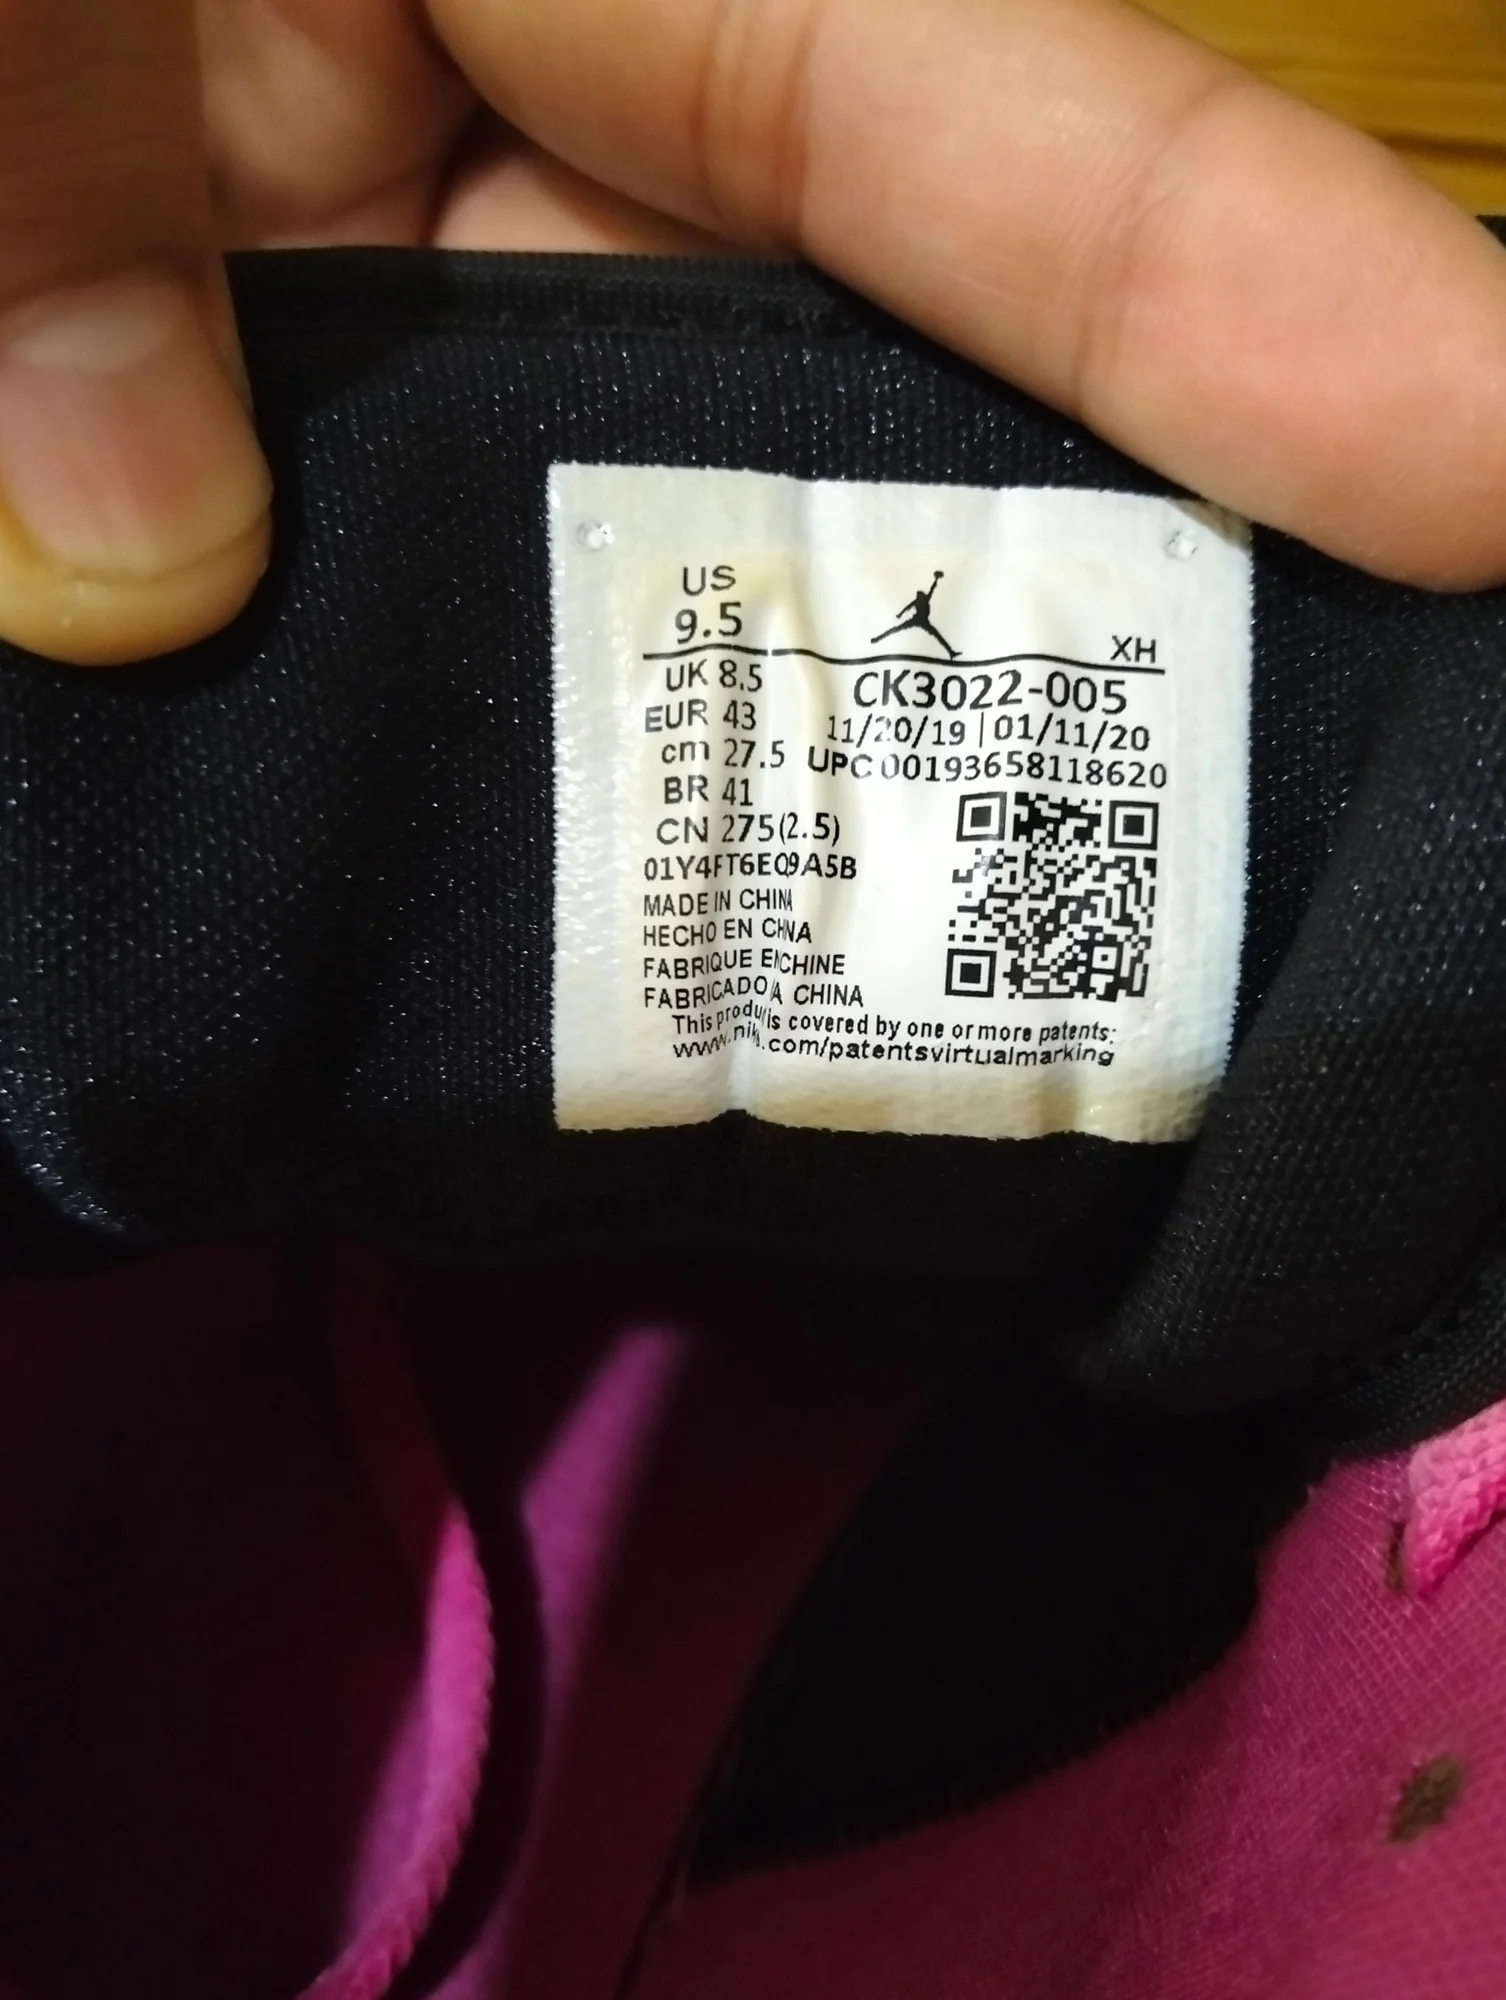 US
9.5
XH
UK 8.5
CK3022-005
EUR 43
11/20/19 | 01/11/20
cm 27.5
UPC 00193658118620
BR 41
CN 275(2.5)
01Y4FT6EQ9A5B
MADE IN CHINA
HECHO EN CHINA
FABRIQUE EN CHINE
FABRICADO NA CHINA
This produ is covered by one or more patents:
www.nik.com/patentsvirtualmarking